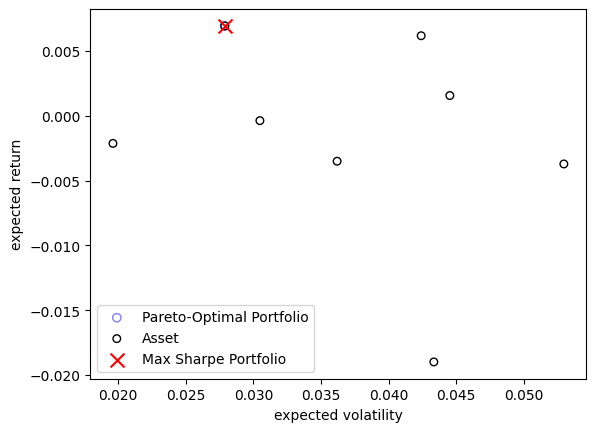 expected return
0.005
0.000
−0.005
−0.010
−0.015
−0.020
Pareto-Optimal Portfolio
Asset
Max Sharpe Portfolio
0.020 0.025 0.030 0.035 0.040 0.045 0.050
expected volatility